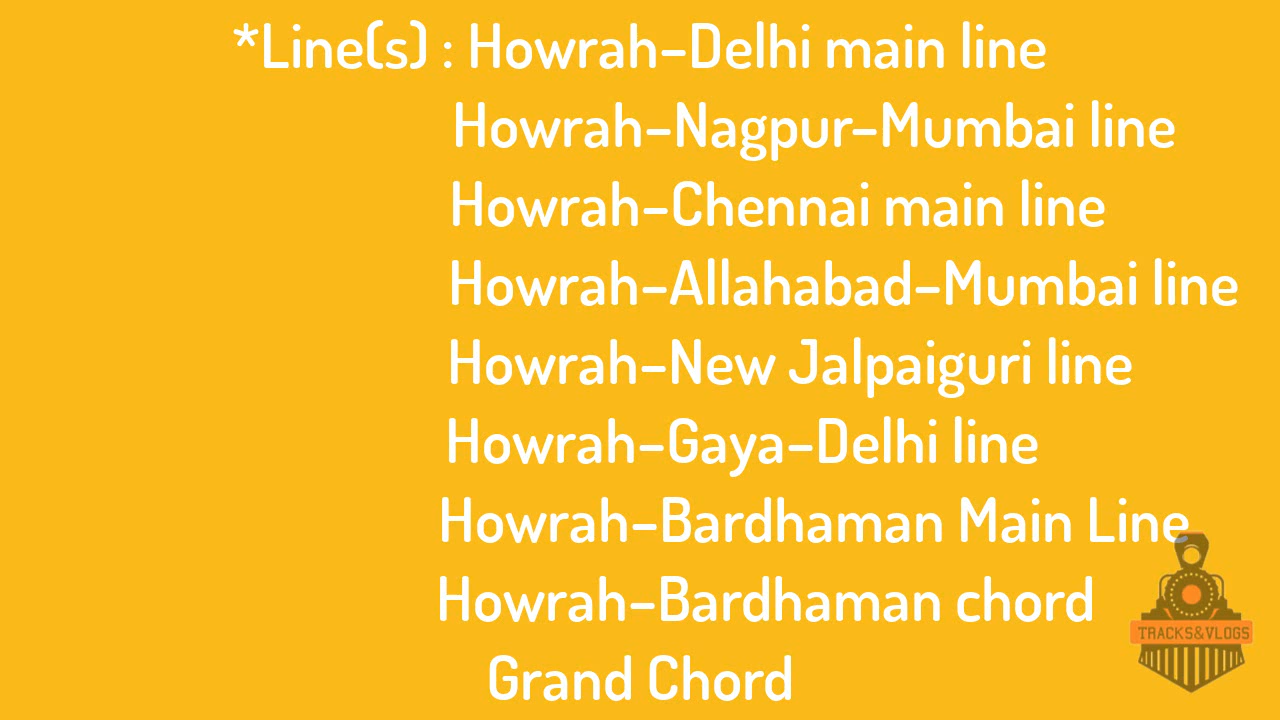 *Line(s) : Howrah–Delhi main line
Howrah–Nagpur–Mumbai line
Howrah–Chennai main line
Howrah–Allahabad–Mumbai line
Howrah–New Jalpaiguri line
Howrah–Gaya–Delhi line
Howrah–Bardhaman Main Line
Howrah–Bardhaman chord
TRACKS&VLOGS
Grand Chord